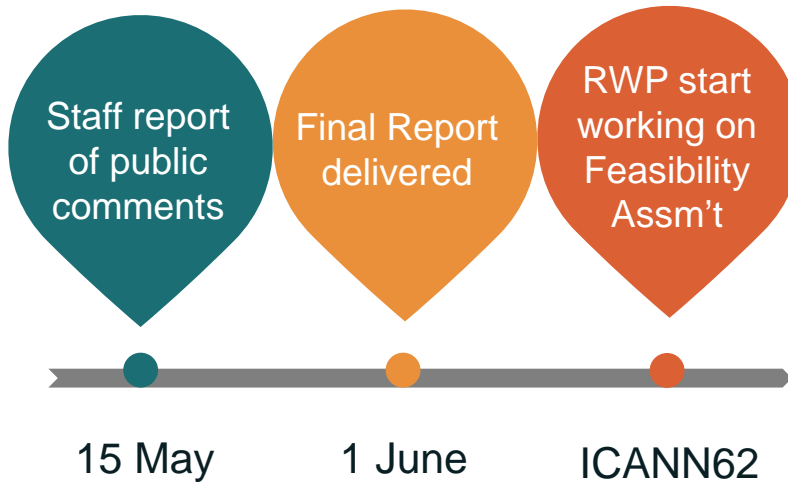 Staff report
of public
comments
Final Report
delivered
RWP start
working on
Feasibility
Assm’t
15 May
1 June
ICANN62